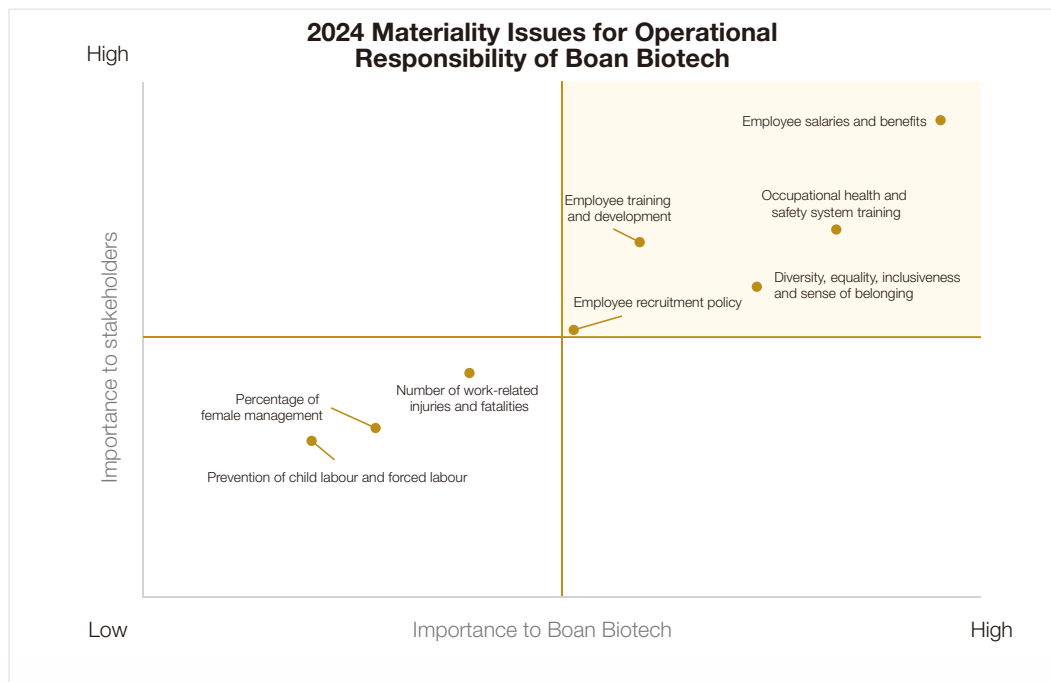 2024 Materiality Issues for Operational
Responsibility of Boan Biotech
High
Employee salaries and benefits
Occupational health and
safety system training
Employee training
and development
Diversity, equality, inclusiveness
and sense of belonging
Employee recruitment policy
Importance to stakeholders
Number of work-related
injuries and fatalities
Percentage of
female management
Prevention of child labour and forced labour
Low
Importance to Boan Biotech
High